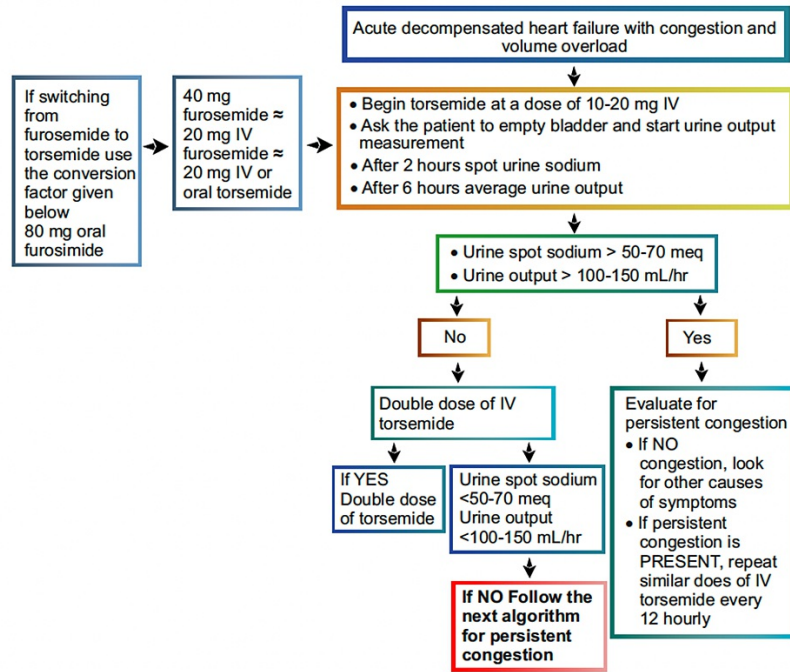 Acute decompensated heart failure with congestion and
volume overload
If switching
from
furosemide to
torsemide use
the conversion
factor given
below
80 mg oral
furosimide
40 mg
furosemide ≈
20 mg IV
furosemide ≈
20 mg IV or
oral torsemide
• Begin torsemide at a dose of 10-20 mg IV
• Ask the patient to empty bladder and start urine output
measurement
• After 2 hours spot urine sodium
• After 6 hours average urine output
• Urine spot sodium > 50-70 meq
• Urine output > 100-150 mL/hr
No
Yes
Double dose of IV
torsemide
If YES
Double dose
of torsemide
Urine spot sodium
<50-70 meq
Urine output
<100-150 mL/hr
If NO Follow the
next algorithm
for persistent
congestion
Evaluate for
persistent congestion
• If NO
congestion, look
for other causes
of symptoms
• If persistent
congestion is
PRESENT, repeat
similar does of IV
torsemide every
12 hourly